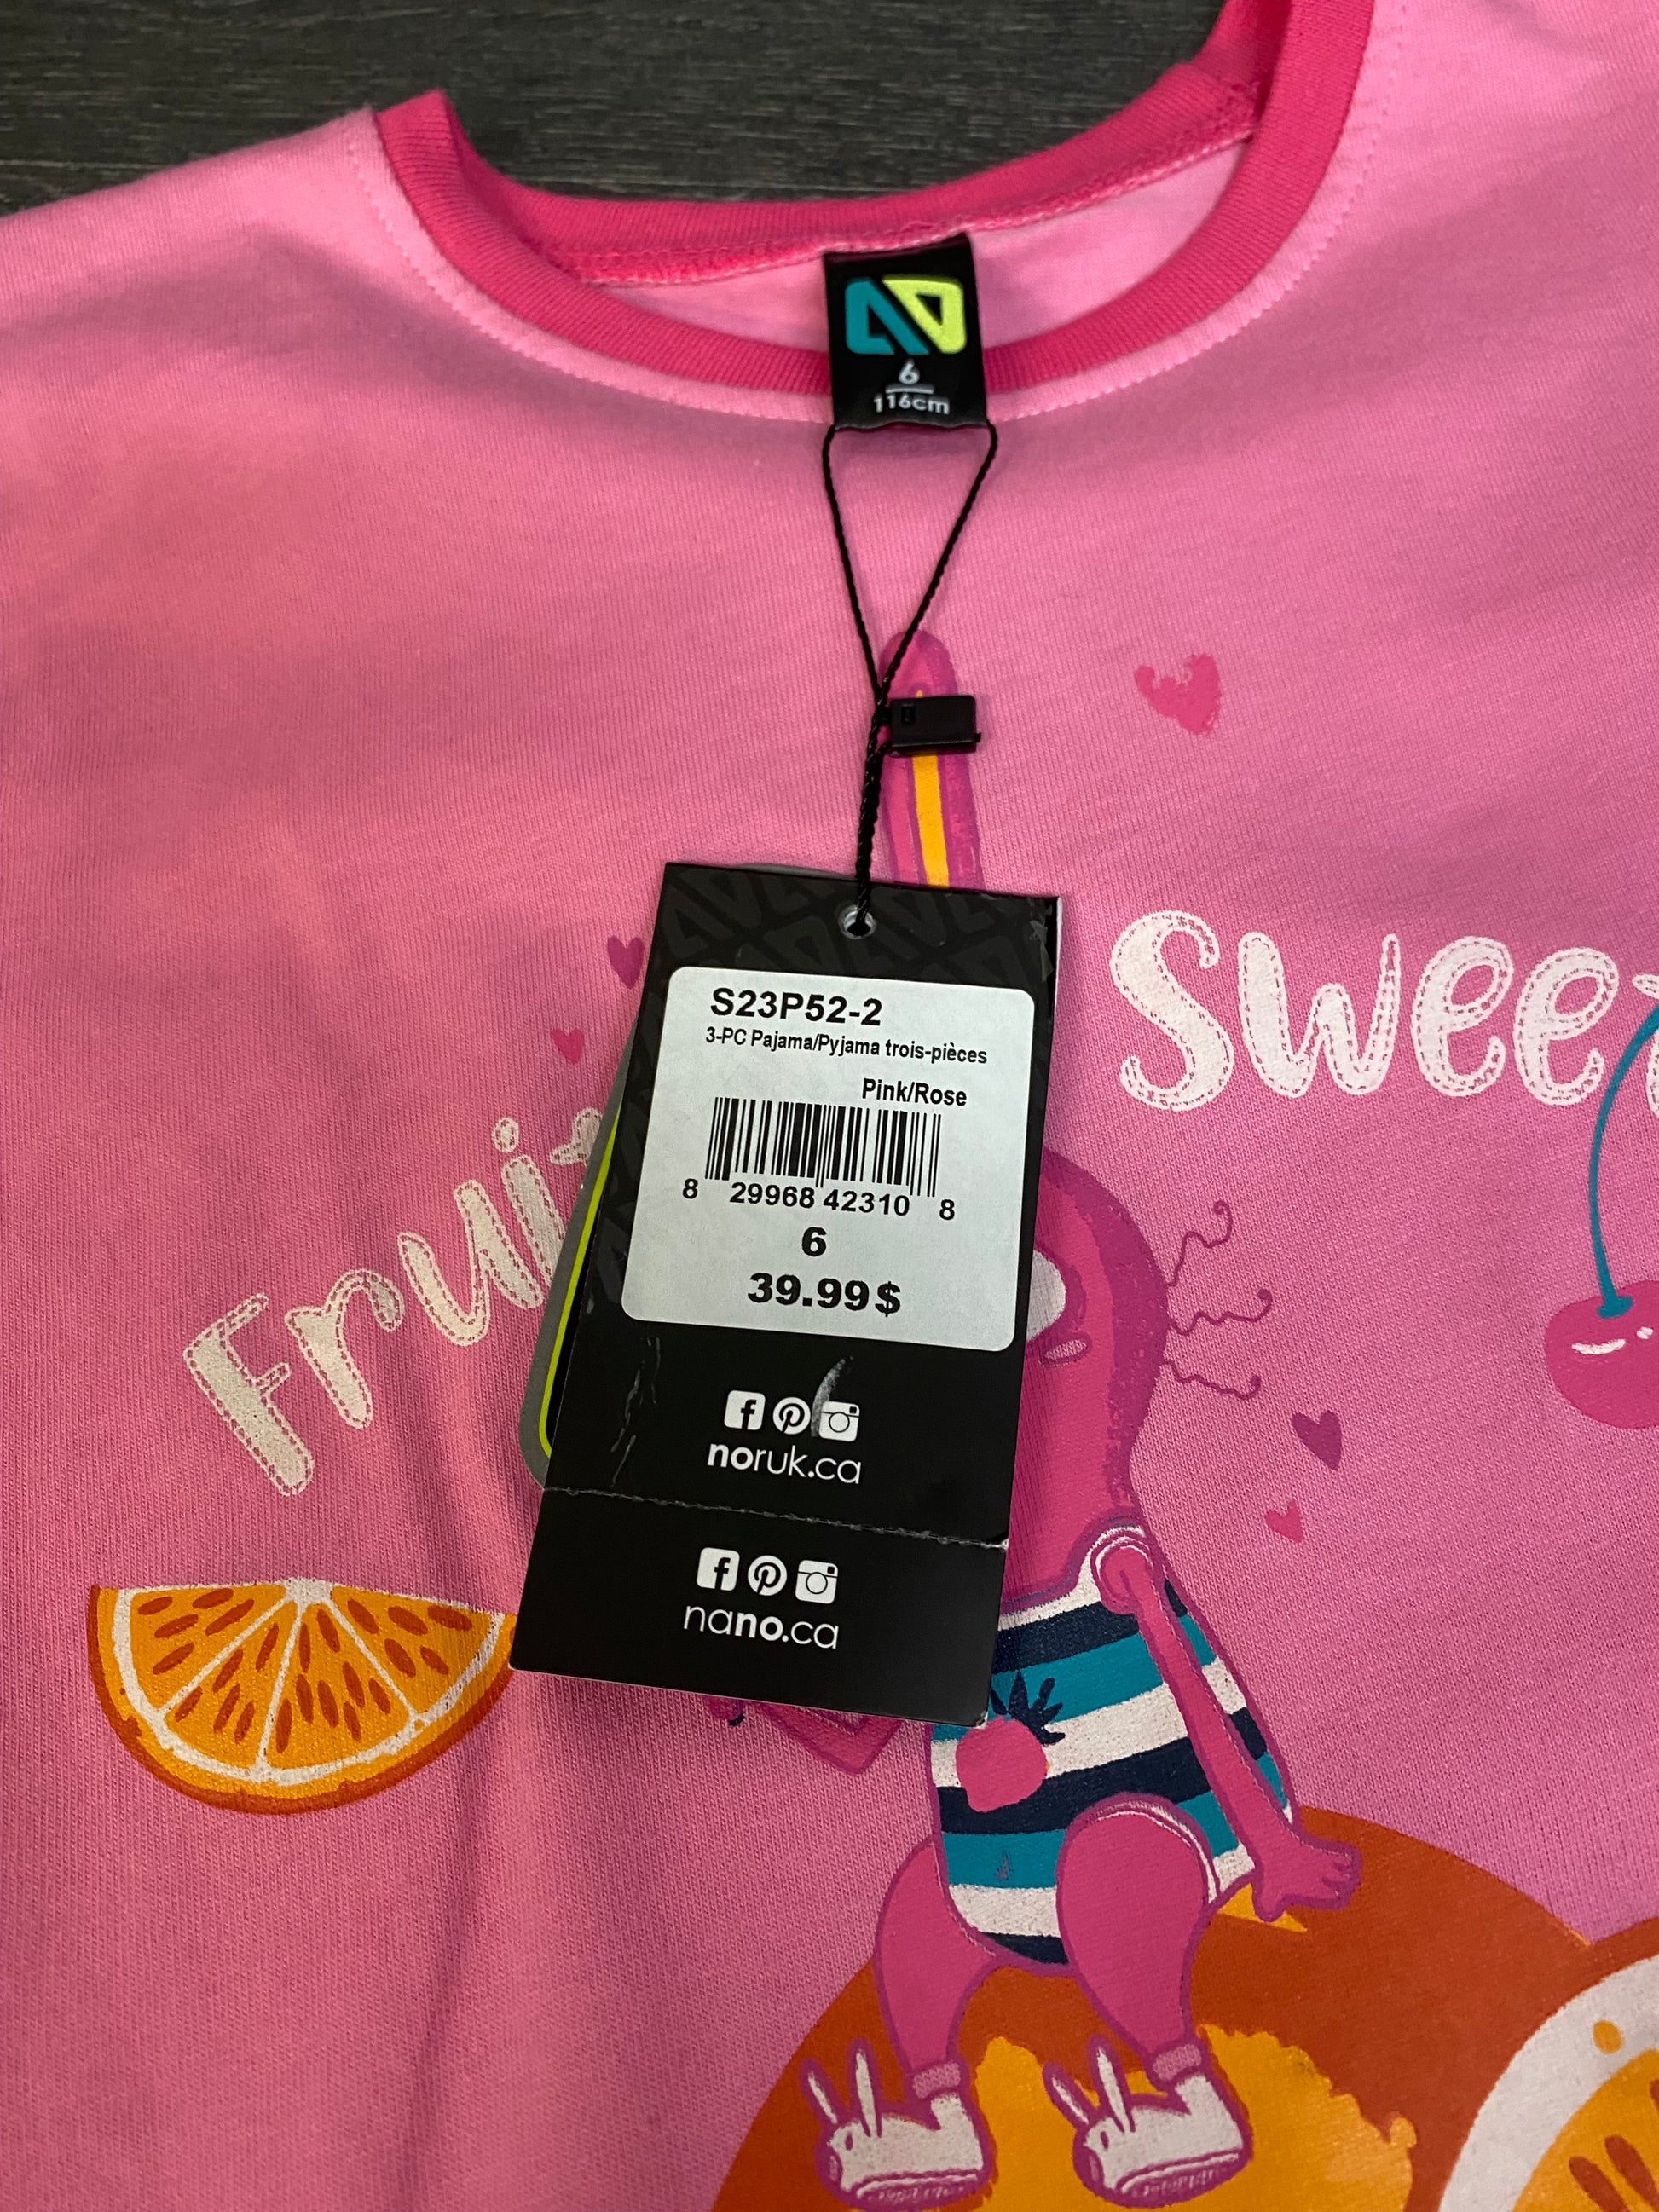 6
116cm
S23P52-2
3-PC Pajama/Pyjama trois-pièces
Pink/Rose
8 29968 42310 8
6
39.99$
noruk.ca
nano.ca
Fruit
Sweet